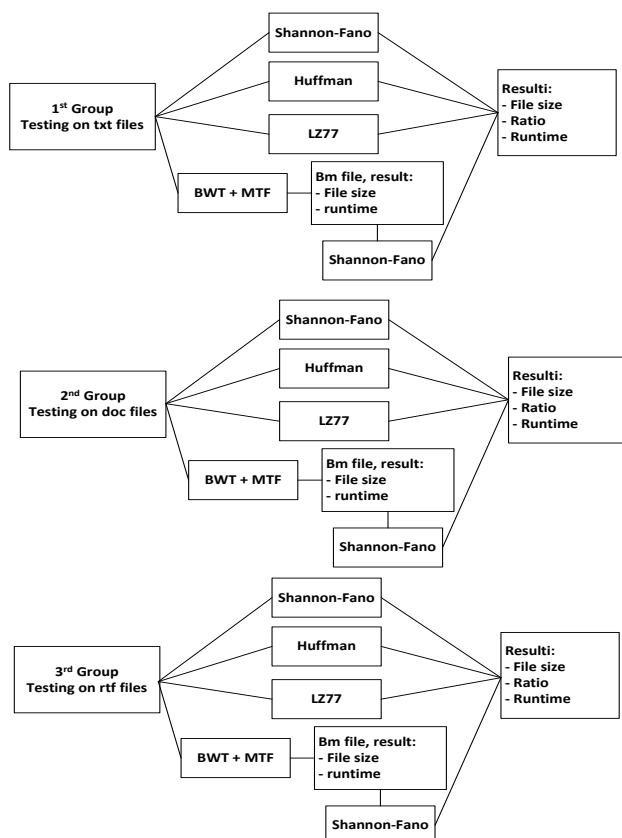 Shannon-Fano
Huffman
1st Group
Testing on txt files
LZ77
BWT + MTF
Bm file, result:
- File size
- runtime
Shannon-Fano
Resulti:
- File size
- Ratio
- Runtime
Shannon-Fano
Huffman
2nd Group
Testing on doc files
LZ77
BWT + MTF
Bm file, result:
- File size
- runtime
Shannon-Fano
Resulti:
- File size
- Ratio
- Runtime
Shannon-Fano
Huffman
3rd Group
Testing on rtf files
LZ77
BWT + MTF
Bm file, result:
- File size
- runtime
Shannon-Fano
Resulti:
- File size
- Ratio
- Runtime